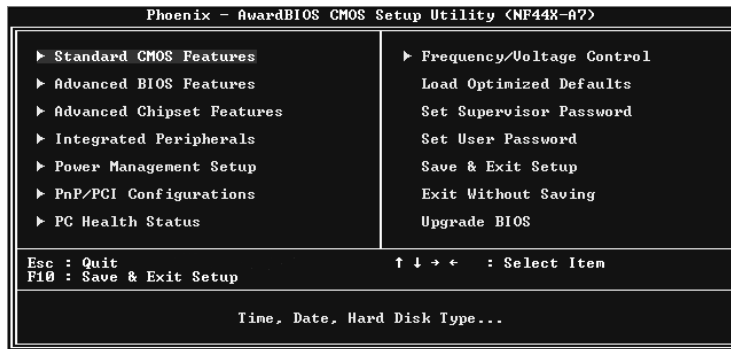 Phoenix - AwardBIOS CMOS Setup Utility (NF44X-A7)
▶ Standard CMOS Features
▶ Advanced BIOS Features
▶ Advanced Chipset Features
▶ Integrated Peripherals
▶ Power Management Setup
▶ PnP/PCI Configurations
▶ PC Health Status
▶ Frequency/Voltage Control
Load Optimized Defaults
Set Supervisor Password
Set User Password
Save & Exit Setup
Exit Without Saving
Upgrade BIOS
Esc : Quit
F10 : Save & Exit Setup
↑ ↓ → ← : Select Item
Time, Date, Hard Disk Type...